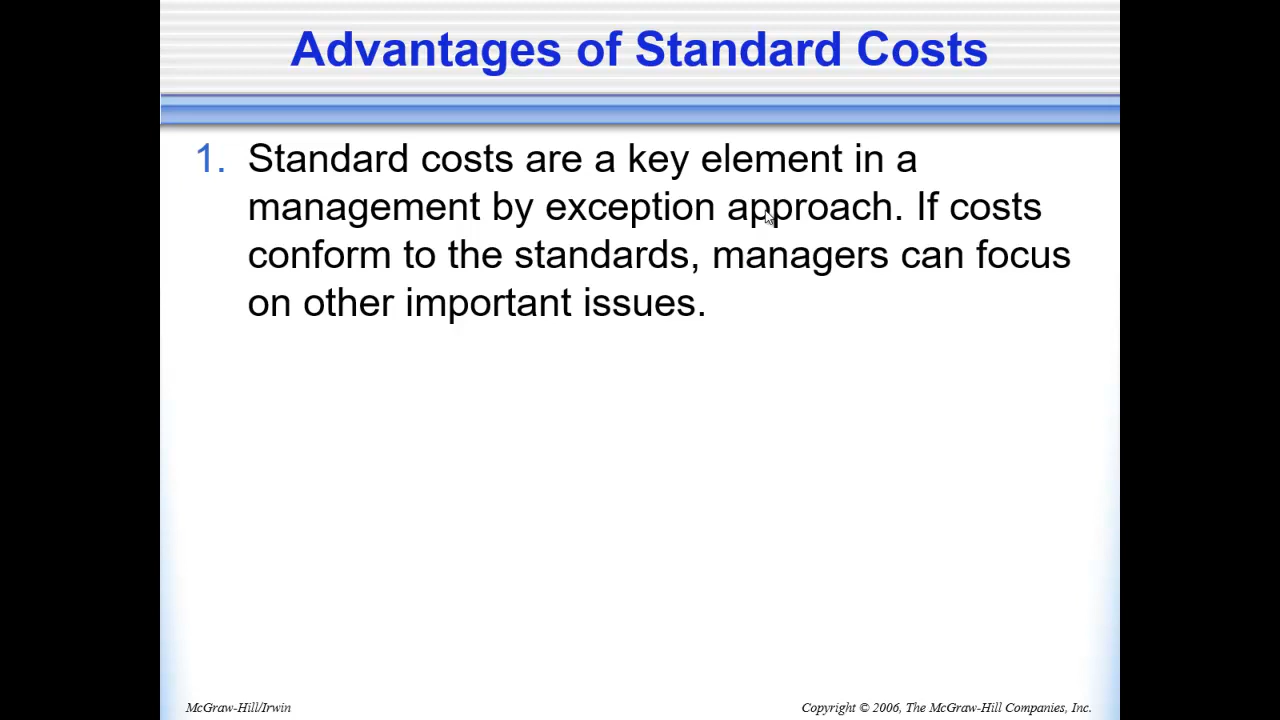 Advantages of Standard Costs
1. Standard costs are a key element in a
management by exception approach. If costs
conform to the standards, managers can focus
on other important issues.
McGraw-Hill/Irwin
Copyright © 2006, The McGraw-Hill Companies, Inc.